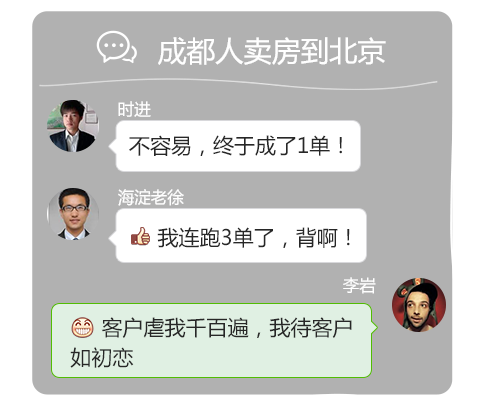 成都人卖房到北京
时进
不容易，终于成了1单！
海淀老徐
我连跑3单了，背啊！
李岩
客户虐我千百遍，我待客户
如初恋